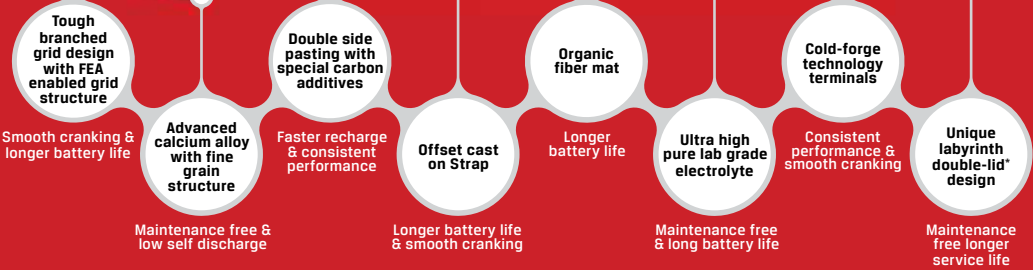 Tough
branched
grid design
with FEA
enabled grid
structure
Smooth cranking &
longer battery life
Advanced
calcium alloy
with fine
grain
structure
Maintenance free &
low self discharge
Double side
pasting with
special carbon
additives
Faster recharge
& consistent
performance
Offset cast
on Strap
Longer battery life
& smooth cranking
Organic
fiber mat
Longer
battery life
Ultra high
pure lab grade
electrolyte
Maintenance free
& long battery life
Cold-forge
technology
terminals
Consistent
performance &
smooth cranking
Unique
labyrinth
double-lid*
design
Maintenance
free longer
service life